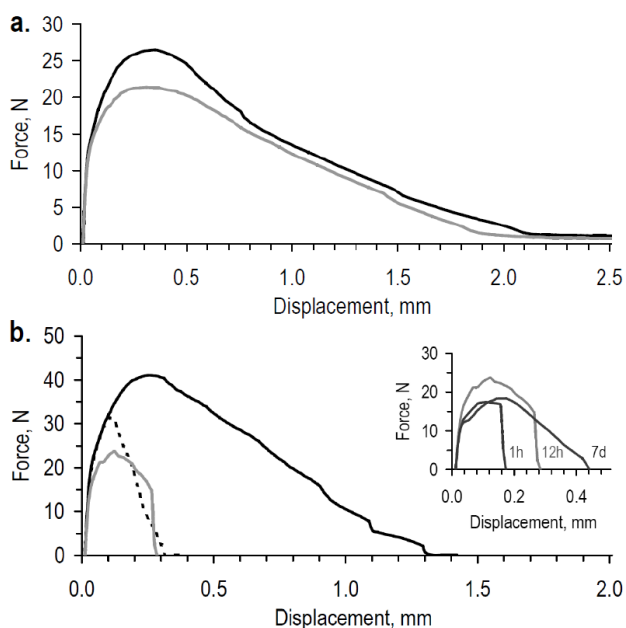 a.
30
25
20
15
10
5
0
Force, N
0.0 0.5 1.0 1.5 2.0 2.5
Displacement, mm
b.
50
40
30
20
10
0
Force, N
0.0 0.5 1.0 1.5 2.0
Displacement, mm
30
20
10
0
Force, N
1h 12h 7d
0.0 0.2 0.4
Displacement, mm